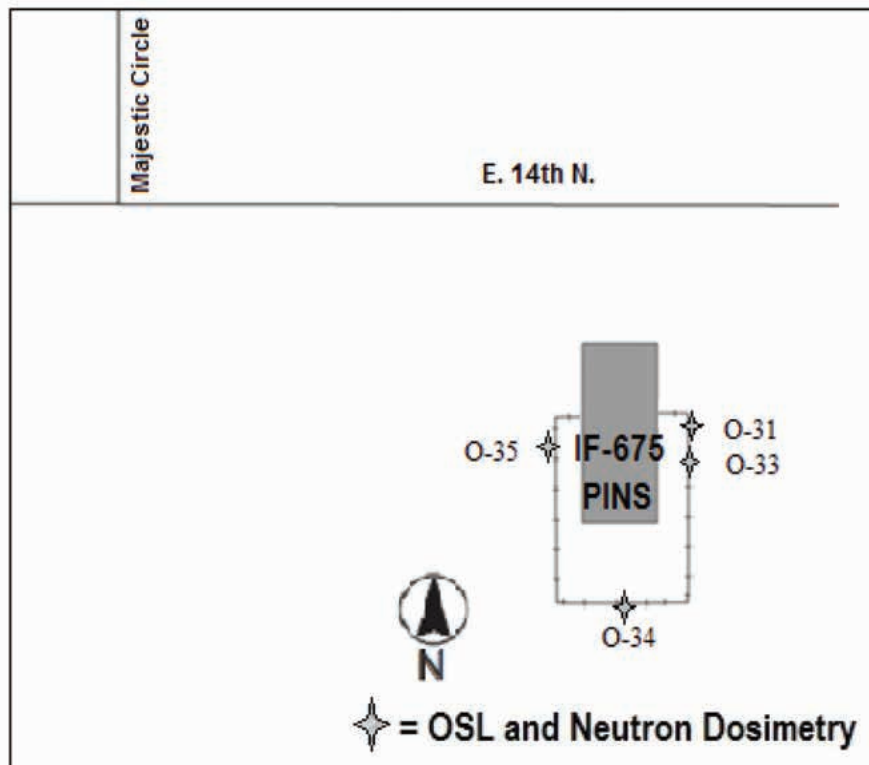 Majestic Circle
E. 14th N.
O-31
O-35
IF-675
O-33
PINS
O-34
N
= OSL and Neutron Dosimetry